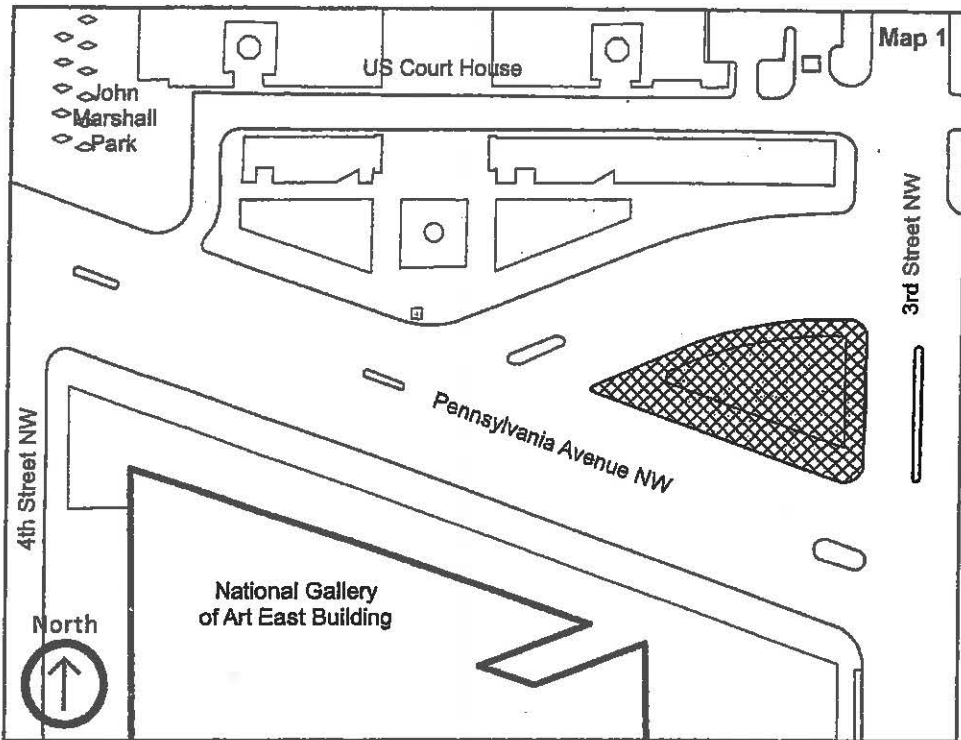 Map 1
US Court House
John
Marshall
Park
3rd Street NW
Pennsylvania Avenue NW
4th Street NW
National Gallery
of Art East Building
North